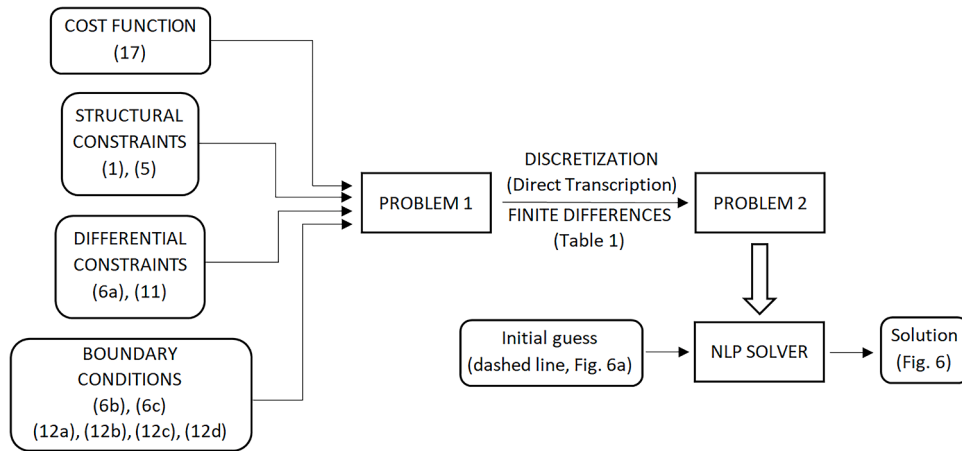 COST FUNCTION
(17)
STRUCTURAL
CONSTRAINTS
(1), (5)
DIFFERENTIAL
CONSTRAINTS
(6a), (11)
BOUNDARY
CONDITIONS
(6b), (6c)
(12a), (12b), (12c), (12d)
PROBLEM 1
DISCRETIZATION
(Direct Transcription)
FINITE DIFFERENCES
(Table 1)
PROBLEM 2
Initial guess
(dashed line, Fig. 6a)
NLP SOLVER
Solution
(Fig. 6)